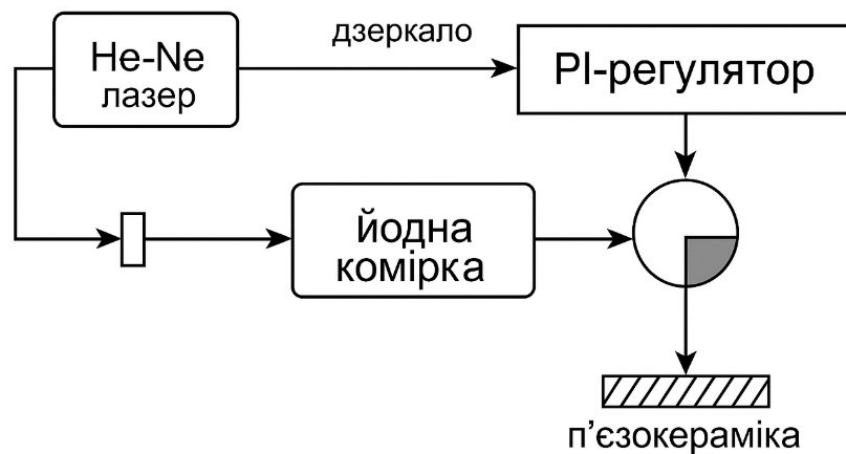 He-Ne
лазер
дзеркало
PI-регулятор
йодна
комірка
п'єзокераміка